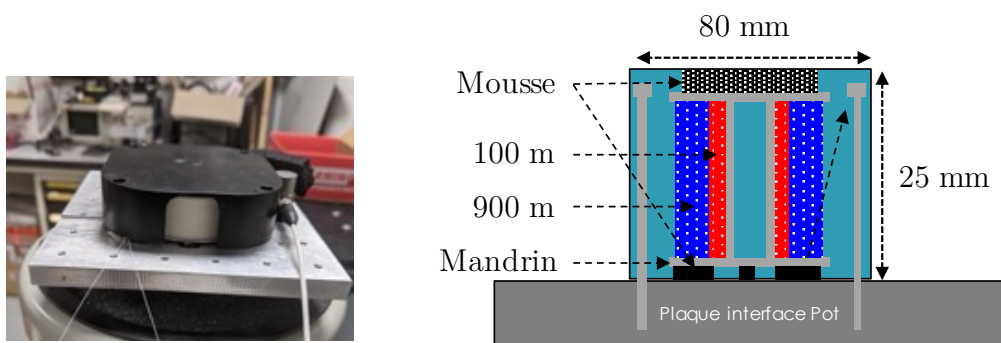 80 mm
Mousse
100 m
25 mm
900 m
Mandrin
Plaque interface Pot